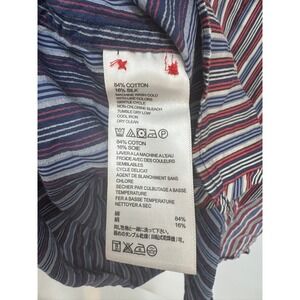 84% COTTON
16% SILK
MACHINE WASH COLD
WITH LIKE COLORS
GENTLE CYCLE
NON-CHLORINE BLEACH
TUMBLE DRY LOW
COOL IRON
DRY CLEAN
84% COTON
16% SOIE
LAVER A LA MACHINE A L'EAU
FROIDE AVEC DES COULEURS
SEMBLABLES
CYCLE DELICAT
AGENT DE BLANCHIMENT SANS
CHLORE
SECHER PAR CULBUTAGE A BASSE
TEMPERATURE
FER A BASSE TEMPERATURE
NETTOYER A SEC
綿 84%
絹 16%